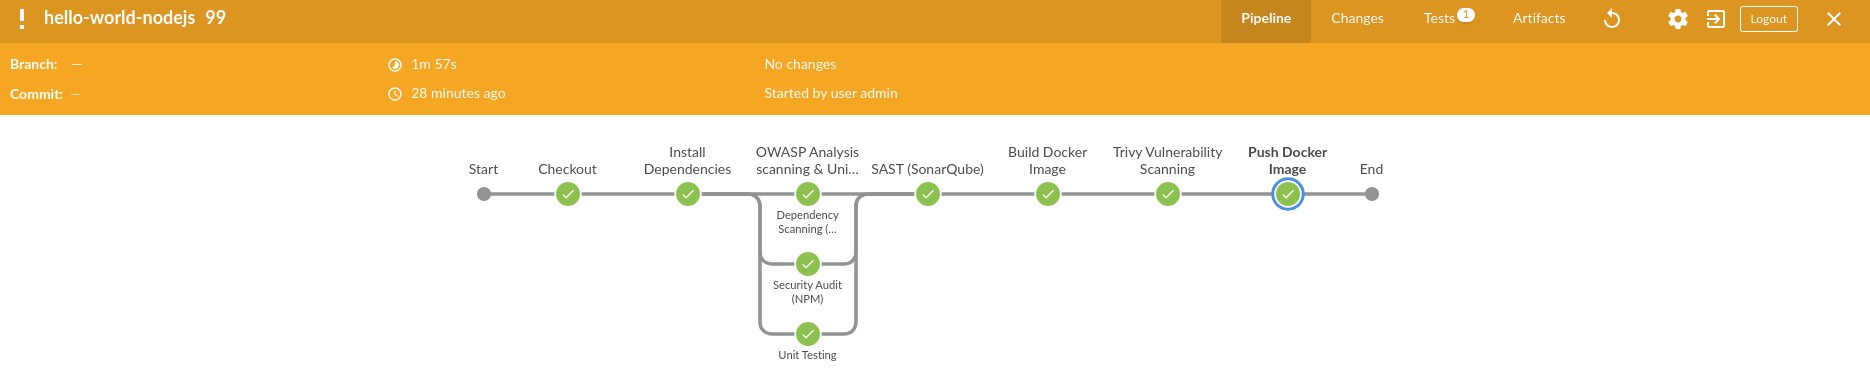 hello-world-nodejs 99
Pipeline
Changes
Tests 1
Artifacts
Logout
Branch: —
1m 57s
No changes
Commit: —
28 minutes ago
Started by user admin
Start
Checkout
Install
Dependencies
OWASP Analysis
scanning & Uni...
SAST (SonarQube)
Build Docker
Image
Trivy Vulnerability
Scanning
Push Docker
Image
End
Dependency
Scanning (...
Security Audit
(NPM)
Unit Testing